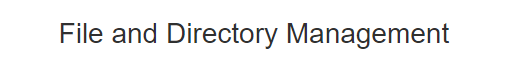 File and Directory Management